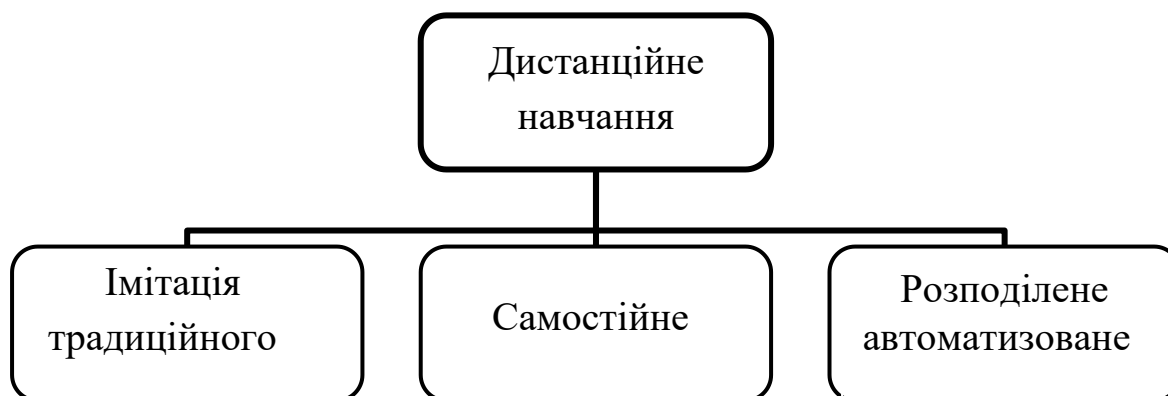 Дистанційне
навчання
Імітація
традиційного
Самостійне
Розподілене
автоматизоване